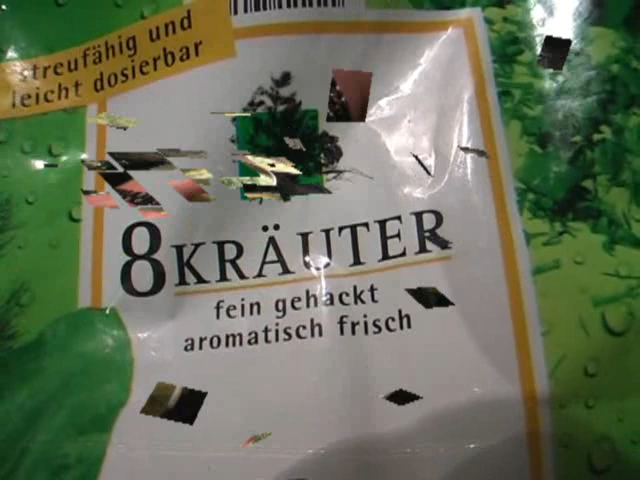 streufähig und
leicht dosierbar
8 KRÄUTER
fein gehackt
aromatisch frisch